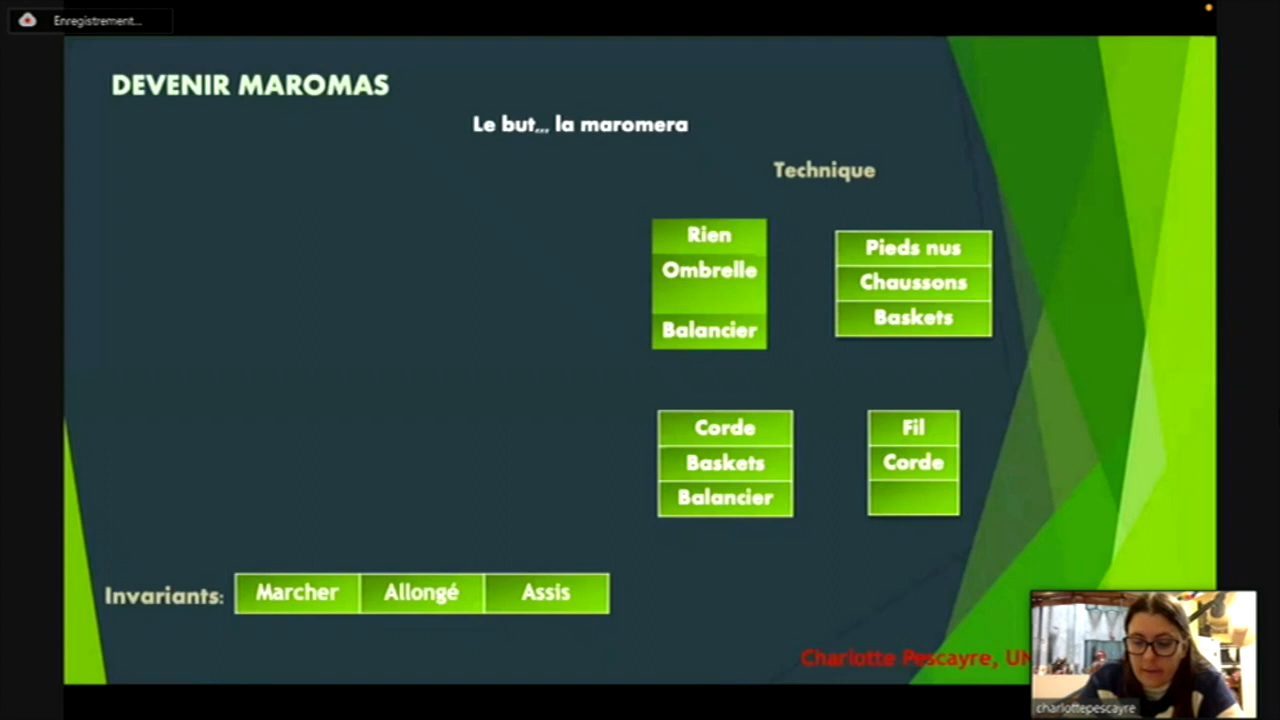 Enregistrement...
DEVENIR MAROMAS
Le but... la maromera
Technique
Rien
Ombrelle
Balancier
Pieds nus
Chaussons
Baskets
Corde
Baskets
Balancier
Fil
Corde
Invariants: Marcher Allongé Assis
Charlotte Pescayre, UN
charlottepescayre